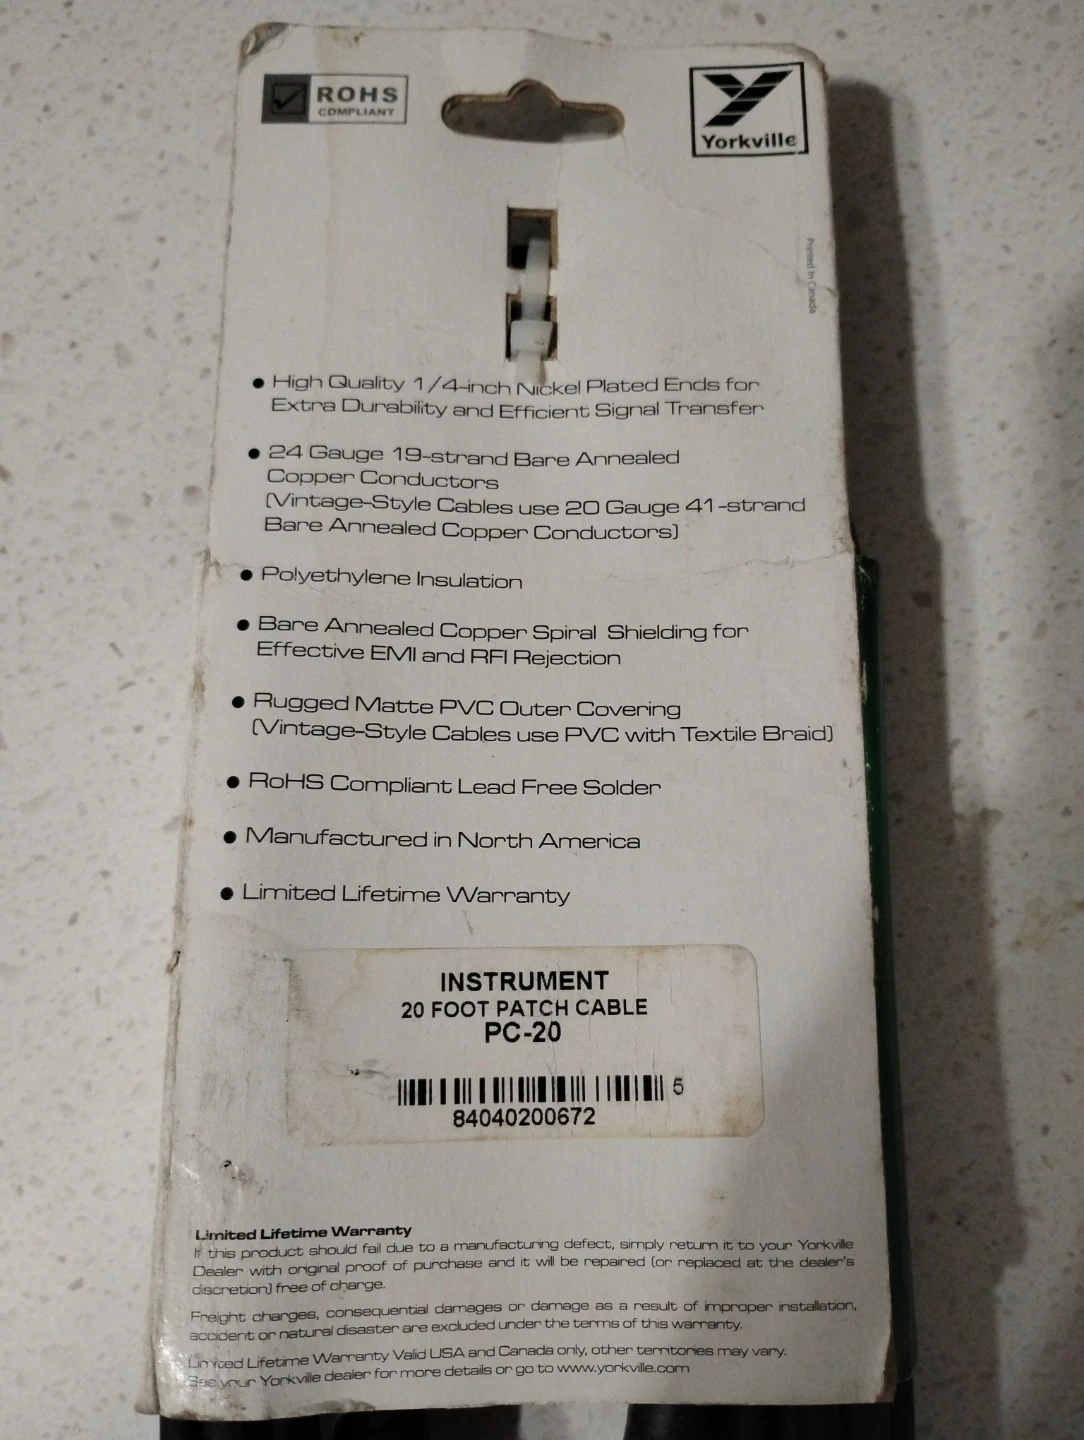 ROHS
COMPLIANT
Yorkville
Printed In Canada
● High Quality 1/4-inch Nickel Plated Ends for
Extra Durability and Efficient Signal Transfer
● 24 Gauge 19-strand Bare Annealed
Copper Conductors
(Vintage-Style Cables use 20 Gauge 41-strand
Bare Annealed Copper Conductors)
● Polyethylene Insulation
● Bare Annealed Copper Spiral Shielding for
Effective EMI and RFI Rejection
● Rugged Matte PVC Outer Covering
(Vintage-Style Cables use PVC with Textile Braid)
● RoHS Compliant Lead Free Solder
● Manufactured in North America
● Limited Lifetime Warranty
INSTRUMENT
20 FOOT PATCH CABLE
PC-20
5
84040200672
Limited Lifetime Warranty
If this product should fail due to a manufacturing defect, simply return it to your Yorkville
Dealer with original proof of purchase and it will be repaired (or replaced at the dealer's
discretion) free of charge.
Freight charges, consequential damages or damage as a result of improper installation,
accident or natural disaster are excluded under the terms of this warranty.
Limited Lifetime Warranty Valid USA and Canada only, other territories may vary.
See your Yorkville dealer for more details or go to www.yorkville.com